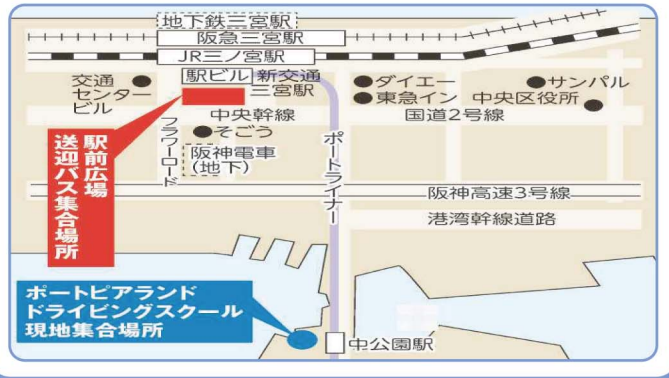 地下鉄三宮駅
阪急三宮駅
JR三ノ宮駅
駅ビル
新交通
三宮駅
交通
センター
ビル
ダイエー
東急イン
サンパル
中央区役所
中央幹線
国道2号線
そごう
フラワーロード
阪神電車
(地下)
ポートライナー
駅前広場
送迎バス集合場所
阪神高速3号線
港湾幹線道路
ポートピアランド
ドライビングスクール
現地集合場所
中公園駅